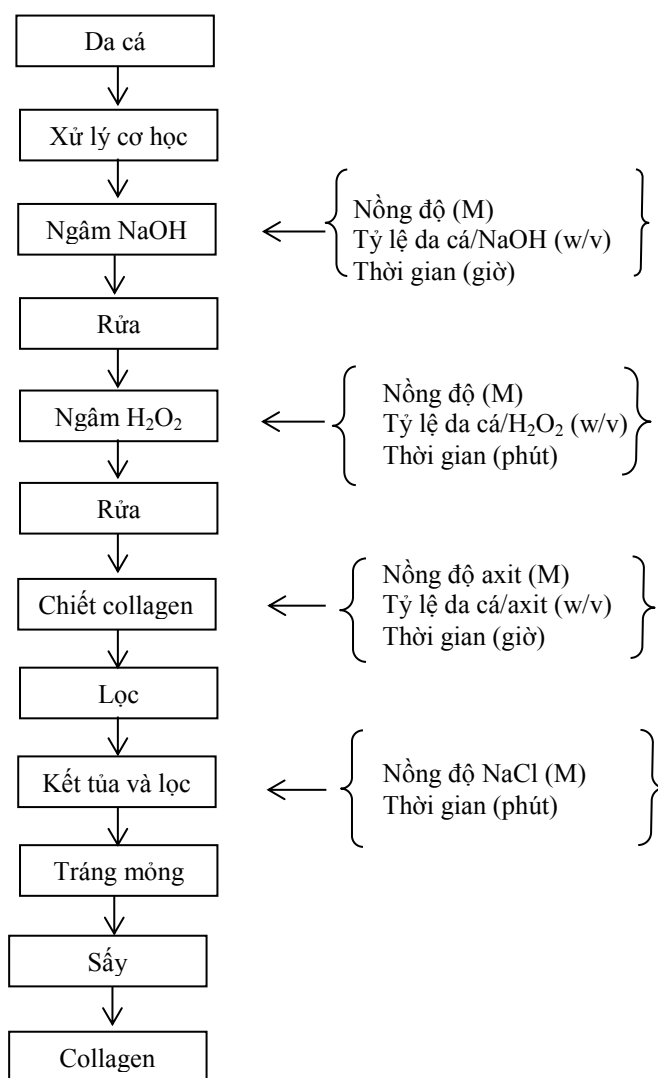 Da cá
Xử lý cơ học
Ngâm NaOH
Nồng độ (M)
Tỷ lệ da cá/NaOH (w/v)
Thời gian (giờ)
Rửa
Ngâm H₂O₂
Nồng độ (M)
Tỷ lệ da cá/H₂O₂ (w/v)
Thời gian (phút)
Rửa
Chiết collagen
Nồng độ axit (M)
Tỷ lệ da cá/axit (w/v)
Thời gian (giờ)
Lọc
Kết tủa và lọc
Nồng độ NaCl (M)
Thời gian (phút)
Tráng mỏng
Sấy
Collagen